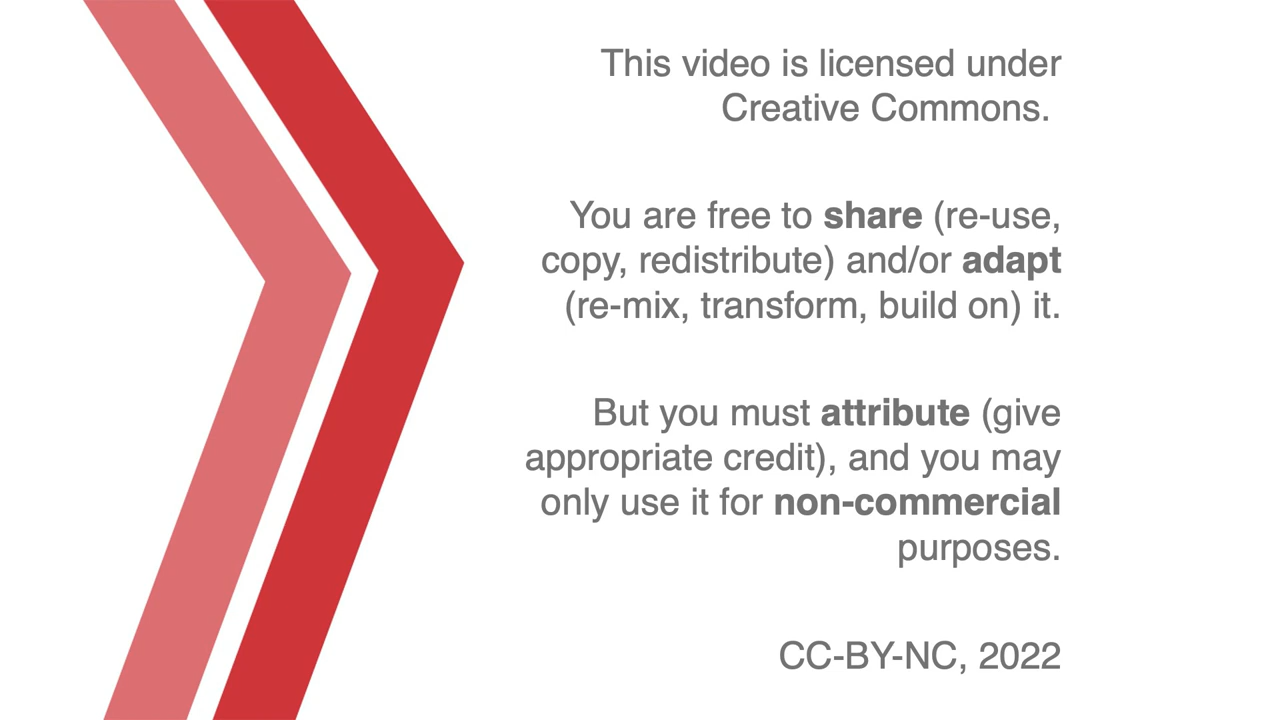 This video is licensed under
Creative Commons.
You are free to share (re-use,
copy, redistribute) and/or adapt
(re-mix, transform, build on) it.
But you must attribute (give
appropriate credit), and you may
only use it for non-commercial
purposes.
CC-BY-NC, 2022